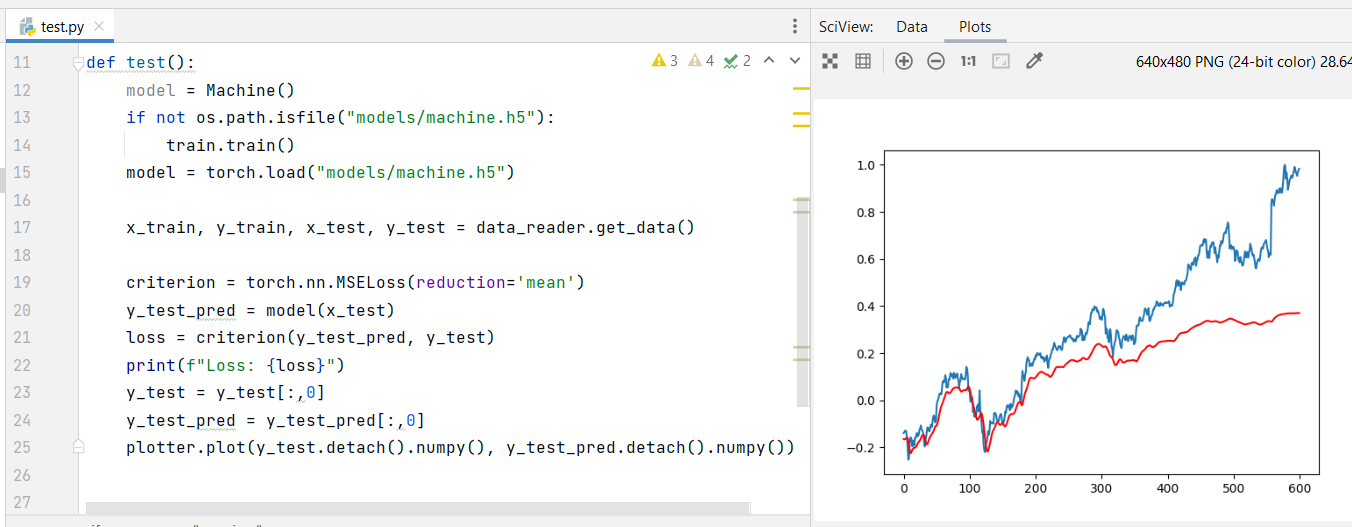 test.py
SciView: Data Plots
3 4 2
1:1 640x480 PNG (24-bit color) 28.64
11 def test():
12 model = Machine()
13 if not os.path.isfile("models/machine.h5"):
14 train.train()
15 model = torch.load("models/machine.h5")
16
17 x_train, y_train, x_test, y_test = data_reader.get_data()
18
19 criterion = torch.nn.MSELoss(reduction='mean')
20 y_test_pred = model(x_test)
21 loss = criterion(y_test_pred, y_test)
22 print(f"Loss: {loss}")
23 y_test = y_test[:,0]
24 y_test_pred = y_test_pred[:,0]
25 plotter.plot(y_test.detach().numpy(), y_test_pred.detach().numpy())
26
27
1.0
0.8
0.6
0.4
0.2
0.0
−0.2
0 100 200 300 400 500 600